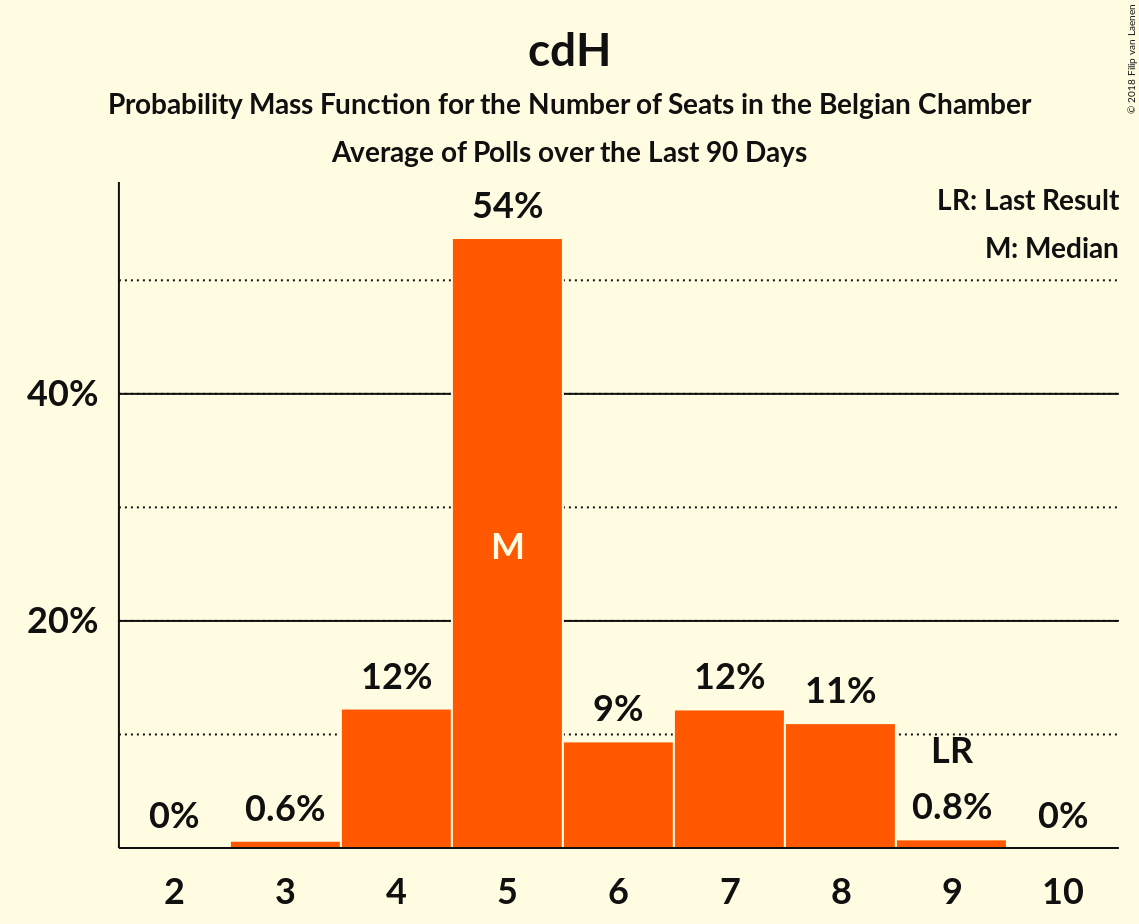 cdH
Probability Mass Function for the Number of Seats in the Belgian Chamber
Average of Polls over the Last 90 Days
© 2018 Filip van Laenen
LR: Last Result
M: Median
54%
40%
M
20%
12%
12%
11%
9%
LR
0%
0.6%
0.8%
0%
2 3 4 5 6 7 8 9 10